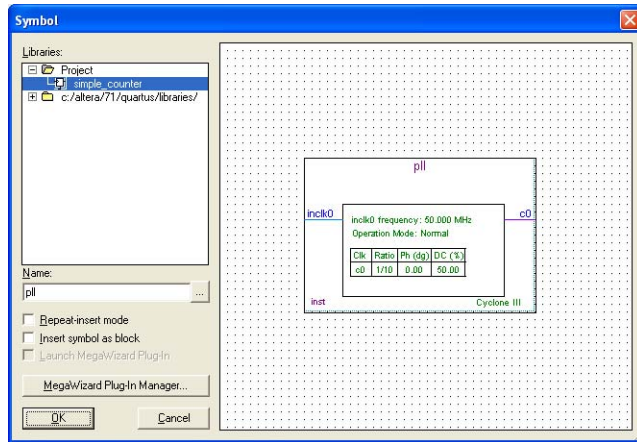 Symbol
Libraries:
Project
simple_counter
c:/altera/71/quartus/libraries/
Name:
pll
...
Repeat-insert mode
Insert symbol as block
Launch MegaWizard Plug-In
MegaWizard Plug-In Manager...
OK
Cancel
pll
inclk0
c0
inclk0 frequency: 50.000 MHz
Operation Mode: Normal
Clk Ratio Ph (dg) DC (%)
c0 1/10 0.00 50.00
inst
Cyclone III